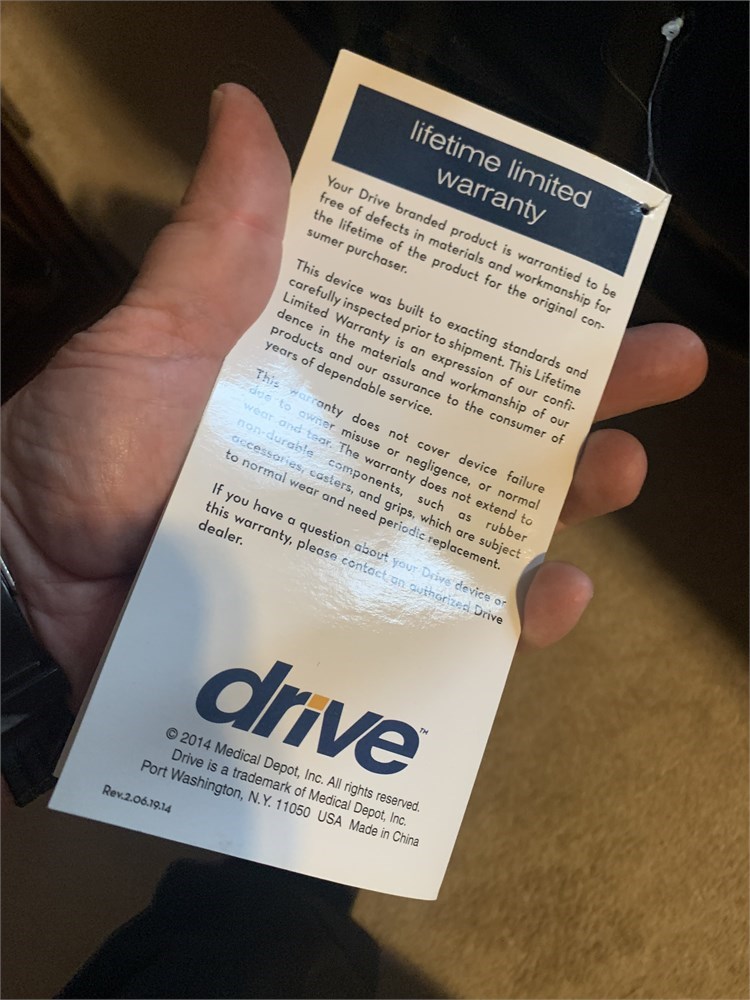 lifetime limited
warranty
Your Drive branded product is warrantied to be
free of defects in materials and workmanship for
the lifetime of the product for the original con-
sumer purchaser.
This device was built to exacting standards and
carefully inspected prior to shipment. This Lifetime
Limited Warranty is an expression of our confi-
dence in the materials and workmanship of our
products and our assurance to the consumer of
years of dependable service.
This warranty does not cover device failure
due to owner misuse or negligence, or normal
wear and tear. The warranty does not extend to
non-durable components, such as rubber
accessories, casters, and grips, which are subject
to normal wear and need periodic replacement.
If you have a question about your Drive device or
this warranty, please contact an authorized Drive
dealer.
drive™
© 2014 Medical Depot, Inc. All rights reserved.
Drive is a trademark of Medical Depot, Inc.
Port Washington, N.Y. 11050 USA Made in China
Rev.2.06.19.14